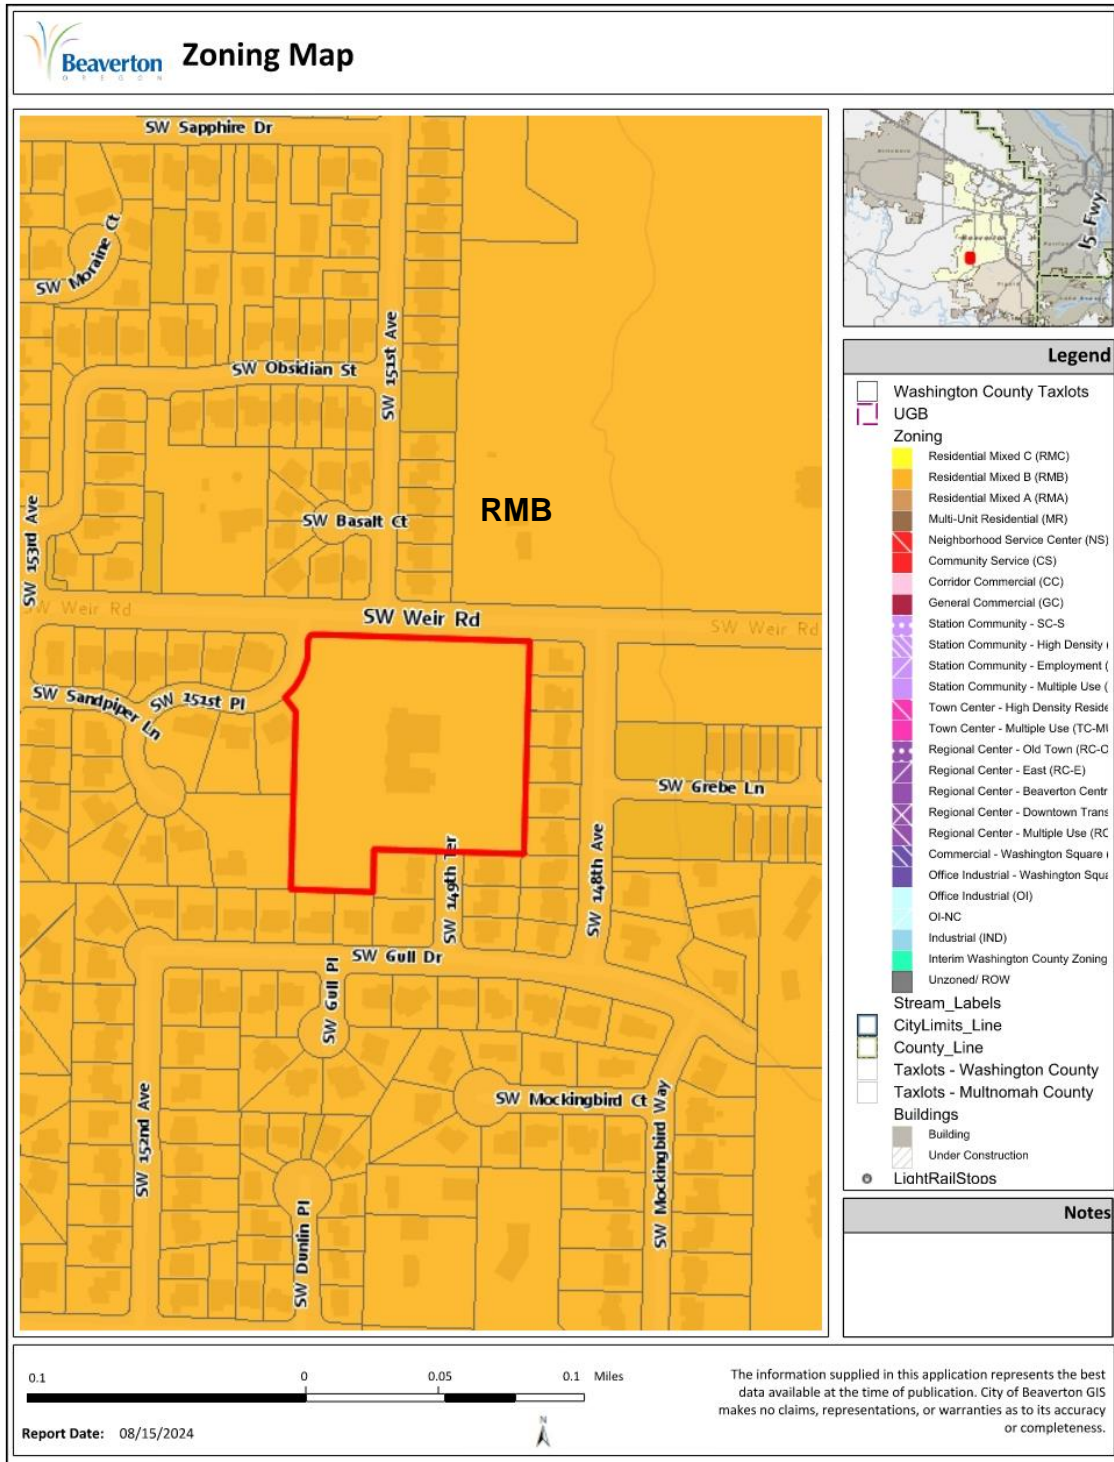 Beaverton
OREGON
Zoning Map
SW Sapphire Dr
SW Moraine Ct
SW 151st Ave
SW Obsidian St
SW Basalt Ct
RMB
SW 153rd Ave
SW Weir Rd
SW Weir Rd
SW Weir Rd
SW Sandpiper Ln
SW 151st Pl
SW Grebe Ln
SW 149th Ter
SW 148th Ave
SW Gull Dr
SW Gull Pl
SW Mockingbird Ct
SW Mockingbird Way
SW 152nd Ave
SW Dunlin Pl
Beaverton
I5 Fwy
Legend
Washington County Taxlots
UGB
Zoning
Residential Mixed C (RMC)
Residential Mixed B (RMB)
Residential Mixed A (RMA)
Multi-Unit Residential (MR)
Neighborhood Service Center (NS)
Community Service (CS)
Corridor Commercial (CC)
General Commercial (GC)
Station Community - SC-S
Station Community - High Density
Station Community - Employment (
Station Community - Multiple Use (
Town Center - High Density Reside
Town Center - Multiple Use (TC-MU
Regional Center - Old Town (RC-O
Regional Center - East (RC-E)
Regional Center - Beaverton Centr
Regional Center - Downtown Trans
Regional Center - Multiple Use (RC
Commercial - Washington Square
Office Industrial - Washington Squa
Office Industrial (OI)
OI-NC
Industrial (IND)
Interim Washington County Zoning
Unzoned/ ROW
Stream_Labels
CityLimits_Line
County_Line
Taxlots - Washington County
Taxlots - Multnomah County
Buildings
Building
Under Construction
LightRailStops
Notes
0.1 0 0.05 0.1 Miles
Report Date: 08/15/2024
N
The information supplied in this application represents the best
data available at the time of publication. City of Beaverton GIS
makes no claims, representations, or warranties as to its accuracy
or completeness.